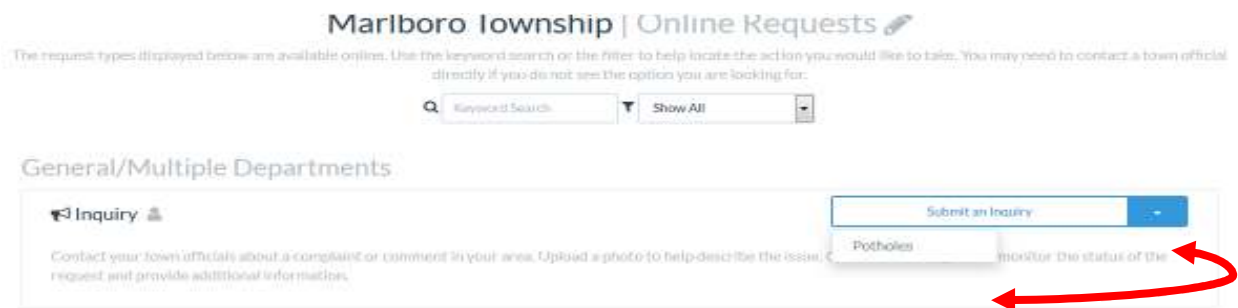 Marlboro Township | Online Requests
The request types displayed below are available online. Use the keyword search or the filter to help locate the action you would like to take. You may need to contact a town official
directly if you do not see the option you are looking for.
Keyword Search Show All
General/Multiple Departments
Inquiry Submit an Inquiry
Potholes
Contact your town officials about a complaint or comment in your area. Upload a photo to help describe the issue. monitor the status of the
request and provide additional information.